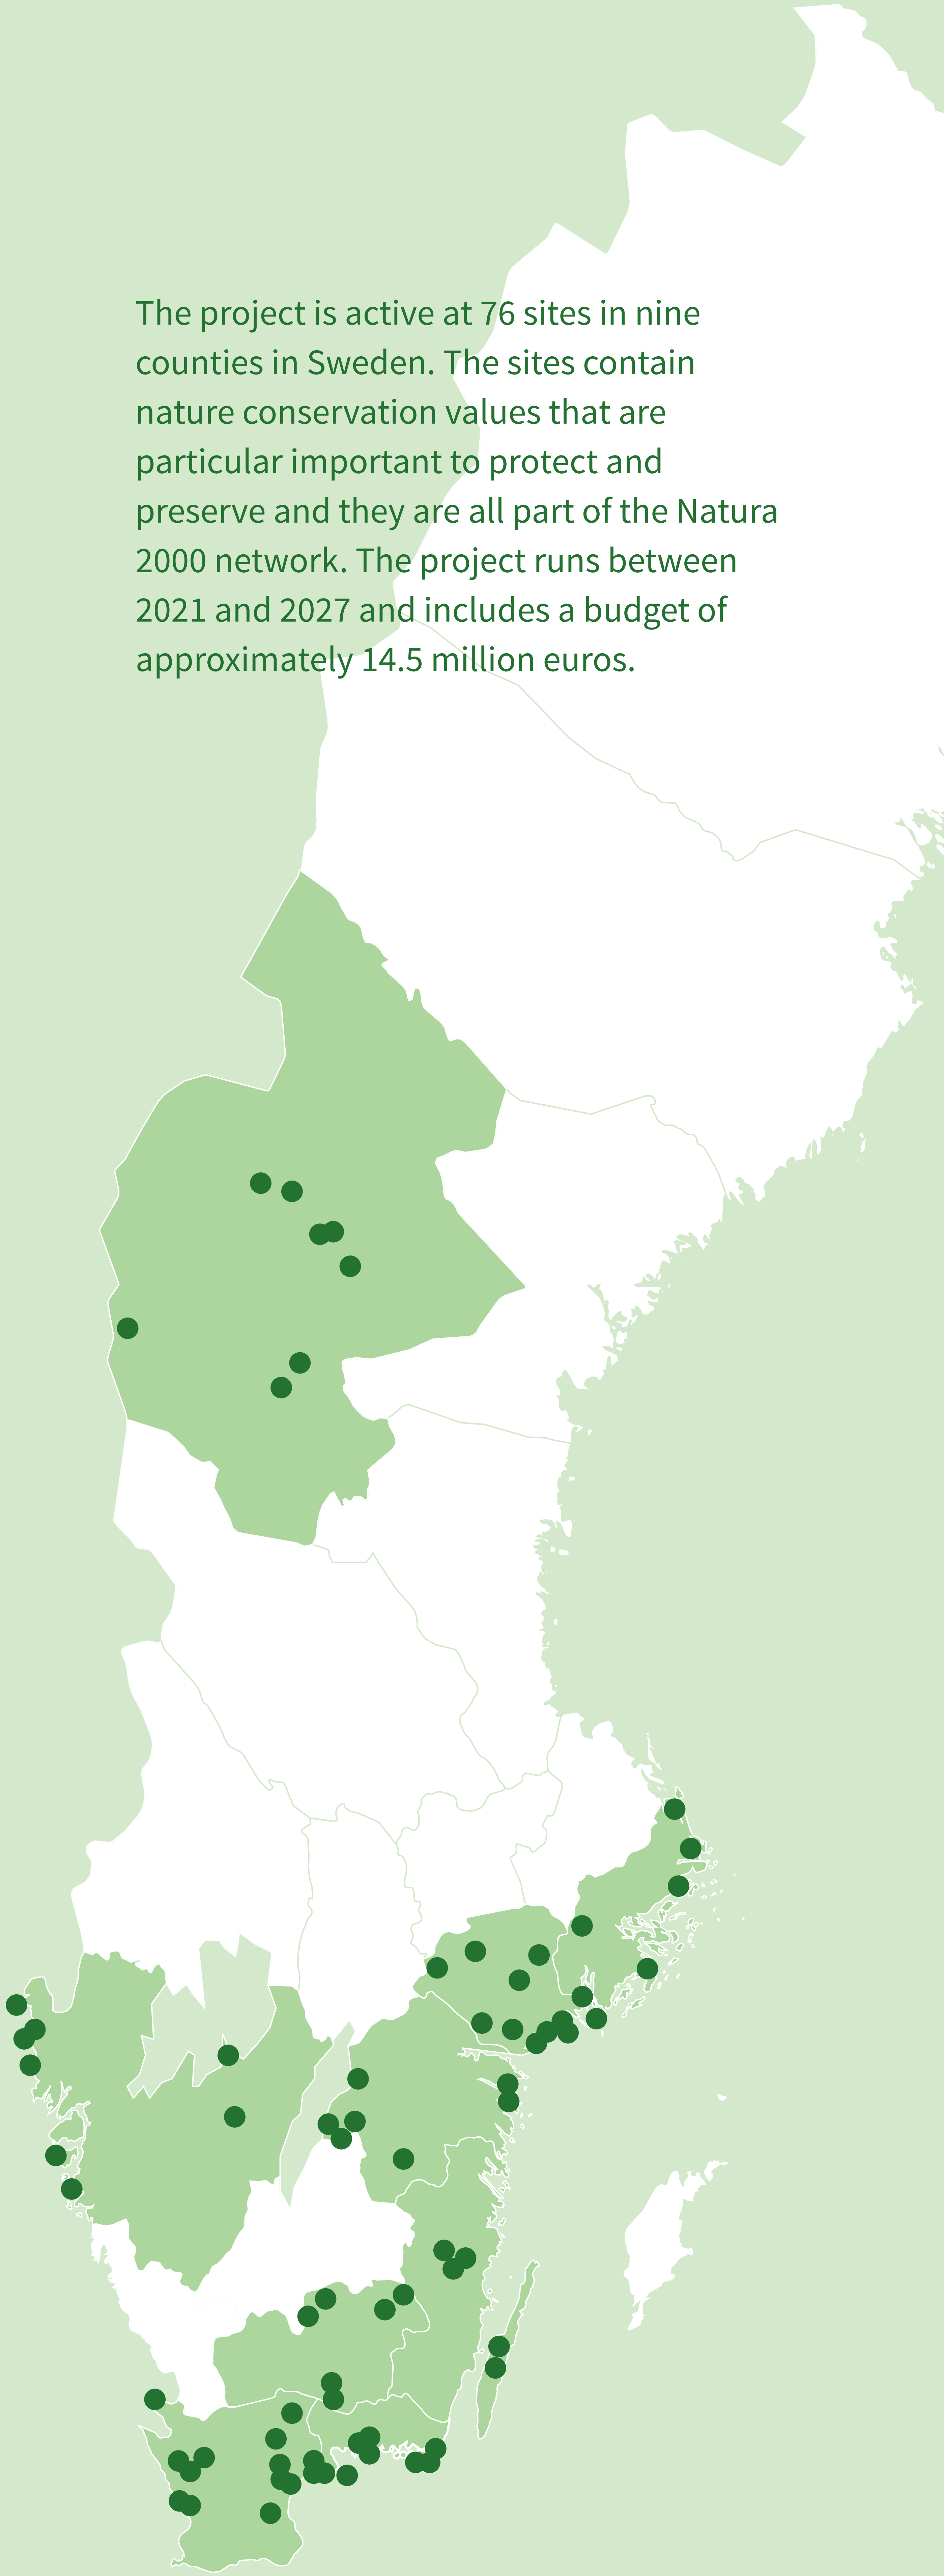 The project is active at 76 sites in nine
counties in Sweden. The sites contain
nature conservation values that are
particular important to protect and
preserve and they are all part of the Natura
2000 network. The project runs between
2021 and 2027 and includes a budget of
approximately 14.5 million euros.